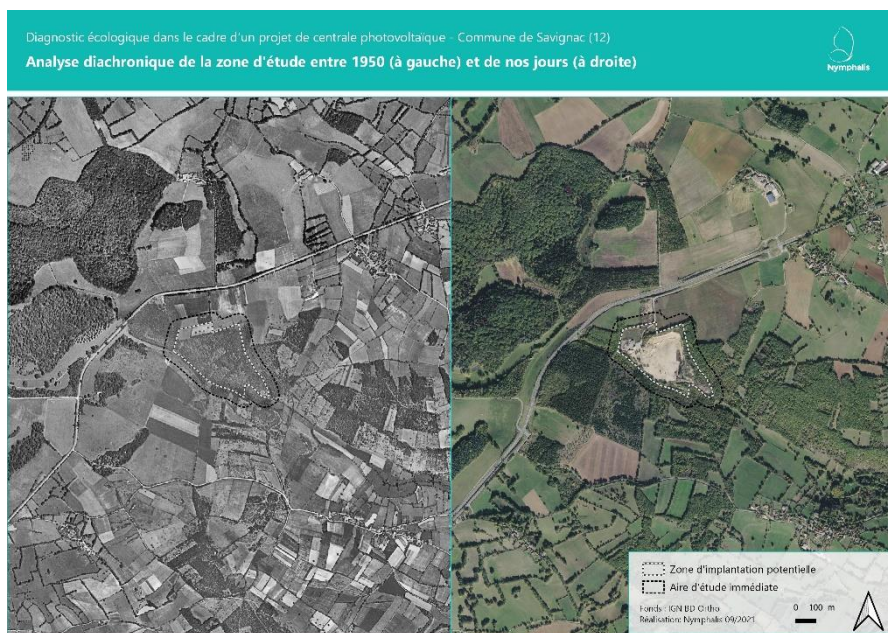 Diagnostic écologique dans le cadre d'un projet de centrale photovoltaïque - Commune de Savignac (12)
Analyse diachronique de la zone d'étude entre 1950 (à gauche) et de nos jours (à droite)
Nymphalis
Zone d'implantation potentielle
Aire d'étude immédiate
Fonds : IGN BD Ortho
Réalisation: Nymphalis 09/2021
0 100 m